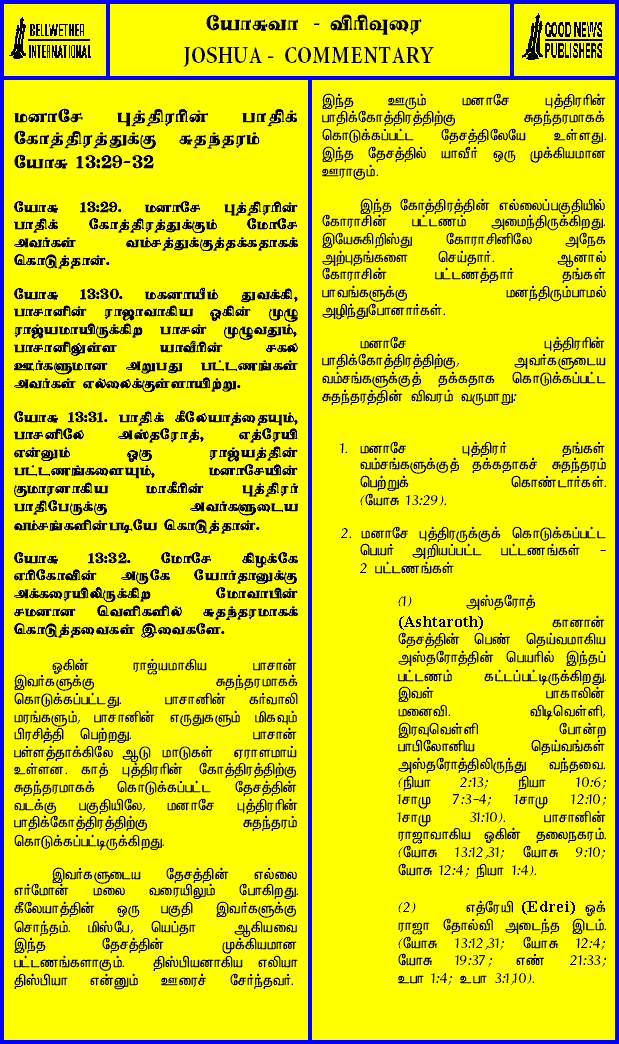 BELLWETHER
INTERNATIONAL
யோசுவா - விரிவுரை
JOSHUA - COMMENTARY
GOOD NEWS
PUBLISHERS
மனாசே புத்திரரின் பாதிக்
கோத்திரத்துக்கு சுதந்தரம்
யோசு 13:29-32
யோசு 13:29. மனாசே புத்திரரின்
பாதிக் கோத்திரத்துக்கும் மோசே
அவர்கள் வம்சத்துக்குத்தக்கதாகக்
கொடுத்தான்.
யோசு 13:30. மகனாயீம் துவக்கி,
பாசானின் ராஜாவாகிய ஓகின் முழு
ராஜ்யமாயிருக்கிற பாசன் முழுவதும்,
பாசானிலுள்ள யாவீரின் சகல
ஊர்களுமான அறுபது பட்டணங்கள்
அவர்கள் எல்லைக்குள்ளாயிற்று.
யோசு 13:31. பாதிக் கீலேயாத்தையும்,
பாசனிலே அஸ்தரோத், எத்ரேயி
என்னும் ஓகு ராஜ்யத்தின்
பட்டணங்களையும், மனாசேயின்
குமாரனாகிய மாகீரின் புத்திரர்
பாதிபேருக்கு அவர்களுடைய
வம்சங்களின்படியே கொடுத்தான்.
யோசு 13:32. மோசே கிழக்கே
எரிகோவின் அருகே யோர்தானுக்கு
அக்கரையிலிருக்கிற மோவாபின்
சமனான வெளிகளில் சுதந்தரமாகக்
கொடுத்தவைகள் இவைகளே.
ஓகின் ராஜ்யமாகிய பாசான்
இவர்களுக்கு சுதந்தரமாகக்
கொடுக்கப்பட்டது. பாசானின் கர்வாலி
மரங்களும், பாசானின் எருதுகளும் மிகவும்
பிரசித்தி பெற்றது. பாசான்
பள்ளத்தாக்கிலே ஆடு மாடுகள் ஏராளமாய்
உள்ளன. காத் புத்திரரின் கோத்திரத்திற்கு
சுதந்தரமாகக் கொடுக்கப்பட்ட தேசத்தின்
வடக்கு பகுதியிலே, மனாசே புத்திரரின்
பாதிக்கோத்திரத்திற்கு சுதந்தரம்
கொடுக்கப்பட்டிருக்கிறது.
இவர்களுடைய தேசத்தின் எல்லை
எர்மோன் மலை வரையிலும் போகிறது.
கீலேயாத்தின் ஒரு பகுதி இவர்களுக்கு
சொந்தம். மிஸ்பே, யெப்தா ஆகியவை
இந்த தேசத்தின் முக்கியமான
பட்டணங்களாகும். திஸ்பியனாகிய எலியா
திஸ்பியா என்னும் ஊரைச் சேர்ந்தவர்.
இந்த ஊரும் மனாசே புத்திரரின்
பாதிக்கோத்திரத்திற்கு சுதந்தரமாகக்
கொடுக்கப்பட்ட தேசத்திலேயே உள்ளது.
இந்த தேசத்தில் யாவீர் ஒரு முக்கியமான
ஊராகும்.
இந்த கோத்திரத்தின் எல்லைப்பகுதியில்
கோராசின் பட்டணம் அமைந்திருக்கிறது.
இயேசுகிறிஸ்து கோராசினிலே அநேக
அற்புதங்களை செய்தார். ஆனால்
கோராசின் பட்டணத்தார் தங்கள்
பாவங்களுக்கு மனந்திரும்பாமல்
அழிந்துபோனார்கள்.
மனாசே புத்திரரின்
பாதிக்கோத்திரத்திற்கு, அவர்களுடைய
வம்சங்களுக்குத் தக்கதாக கொடுக்கப்பட்ட
சுதந்தரத்தின் விவரம் வருமாறு:
1. மனாசே புத்திரர் தங்கள்
வம்சங்களுக்குத் தக்கதாகச் சுதந்தரம்
பெற்றுக் கொண்டார்கள்.
(யோசு 13:29).
2. மனாசே புத்திரருக்குக் கொடுக்கப்பட்ட
பெயர் அறியப்பட்ட பட்டணங்கள் -
2 பட்டணங்கள்
(1) அஸ்தரோத்
(Ashtaroth) கானான்
தேசத்தின் பெண் தெய்வமாகிய
அஸ்தரோத்தின் பெயரில் இந்தப்
பட்டணம் கட்டப்பட்டிருக்கிறது.
இவள் பாகாலின்
மனைவி. விடிவெள்ளி,
இரவுவெள்ளி போன்ற
பாபிலோனிய தெய்வங்கள்
அஸ்தரோத்திலிருந்து வந்தவை.
(நியா 2:13; நியா 10:6;
1சாமு 7:3-4; 1சாமு 12:10;
1சாமு 31:10). பாசானின்
ராஜாவாகிய ஓகின் தலைநகரம்.
(யோசு 13:12,31; யோசு 9:10;
யோசு 12:4; நியா 1:4).
(2) எத்ரேயி (Edrei) ஓக்
ராஜா தோல்வி அடைந்த இடம்.
(யோசு 13:12,31; யோசு 12:4;
யோசு 19:37; எண் 21:33;
உபா 1:4; உபா 3:1,10).